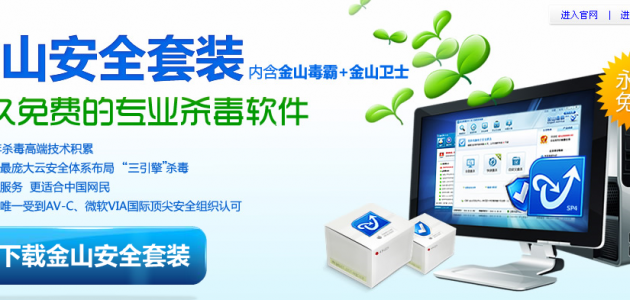 进入官网 | 进
山安全套装 内含金山毒霸+金山卫士
久免费的专业杀毒软件
杀毒高端技术积累
最庞大云安全体系布局 “三引擎”杀毒
服务 更适合中国网民
唯一受到AV-C、微软VIA国际顶尖安全组织认可
下载金山安全套装
永
免
SP4